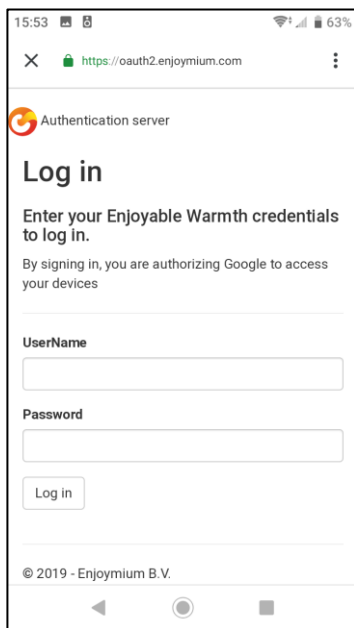 15:53 63%
https://oauth2.enjoymium.com
Authentication server
Log in
Enter your Enjoyable Warmth credentials
to log in.
By signing in, you are authorizing Google to access
your devices
UserName
Password
Log in
© 2019 - Enjoymium B.V.